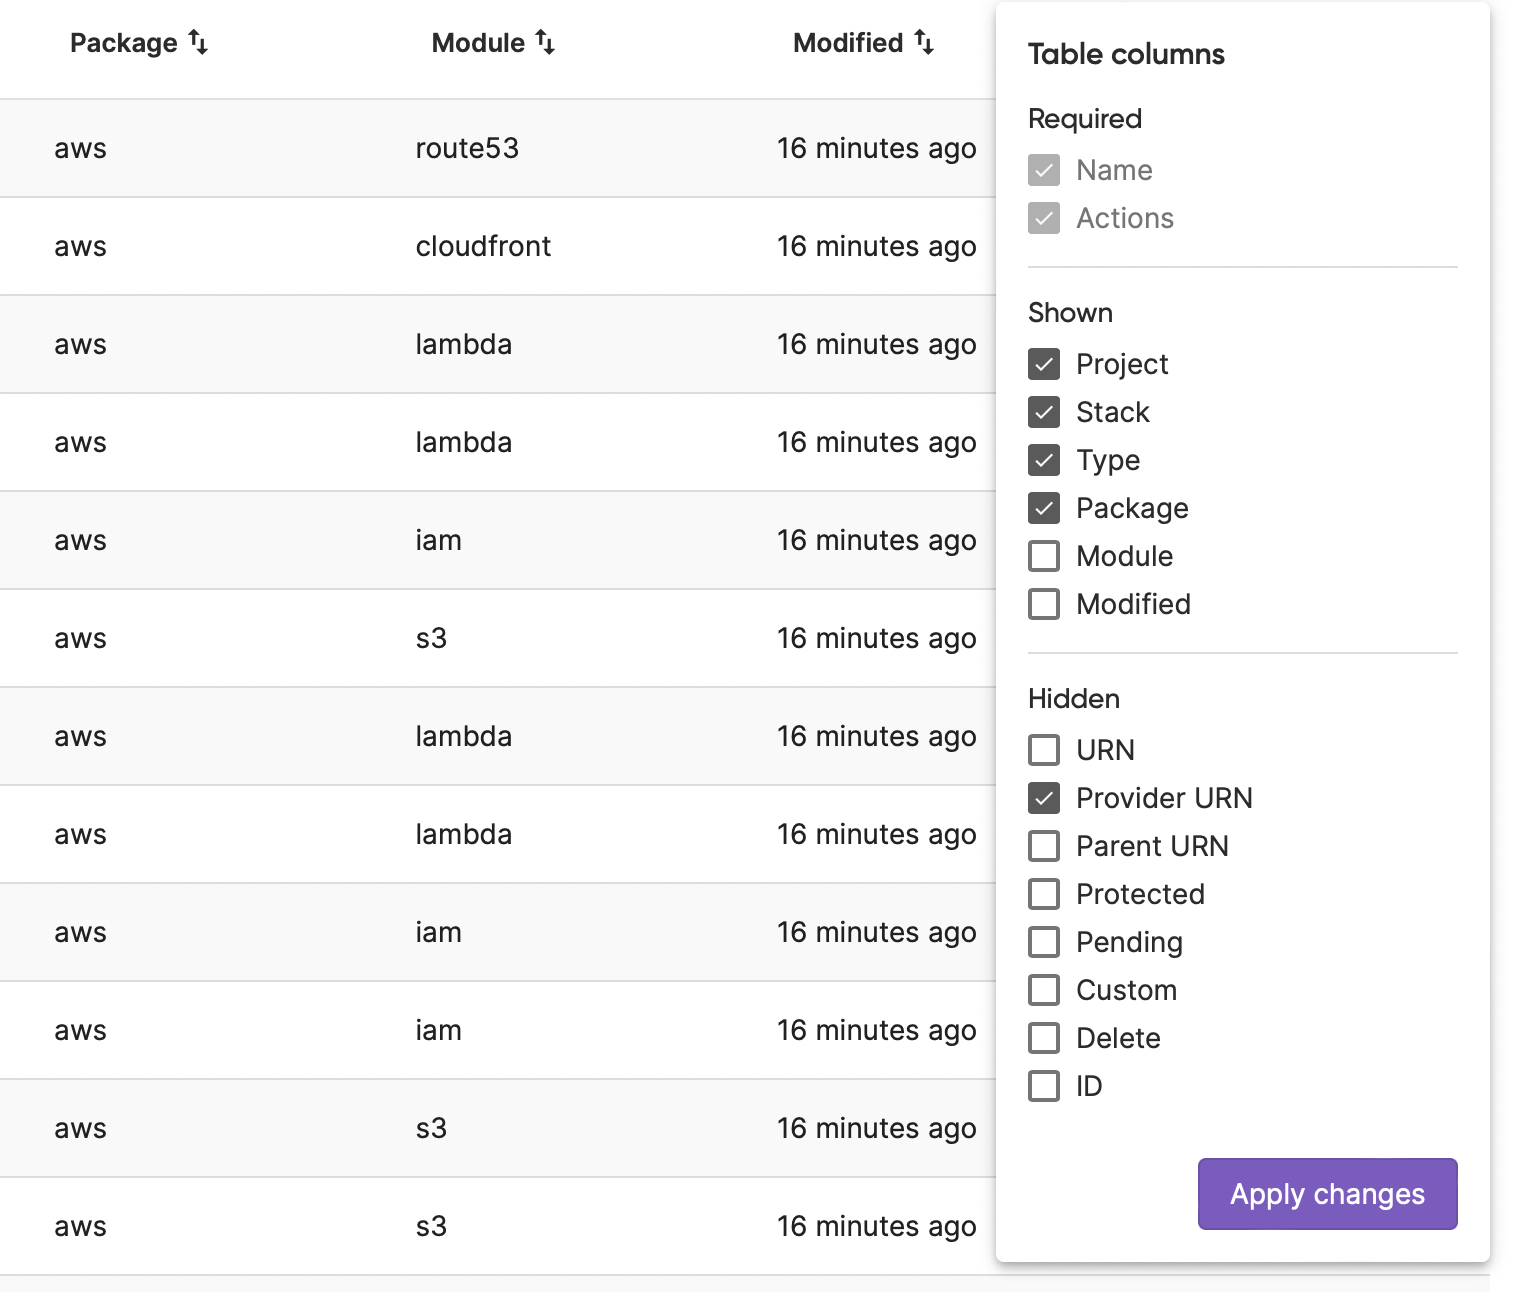 Package Module Modified
aws route53 16 minutes ago
aws cloudfront 16 minutes ago
aws lambda 16 minutes ago
aws lambda 16 minutes ago
aws iam 16 minutes ago
aws s3 16 minutes ago
aws lambda 16 minutes ago
aws lambda 16 minutes ago
aws iam 16 minutes ago
aws iam 16 minutes ago
aws s3 16 minutes ago
aws s3 16 minutes ago
Table columns
Required
Name
Actions
Shown
Project
Stack
Type
Package
Module
Modified
Hidden
URN
Provider URN
Parent URN
Protected
Pending
Custom
Delete
ID
Apply changes